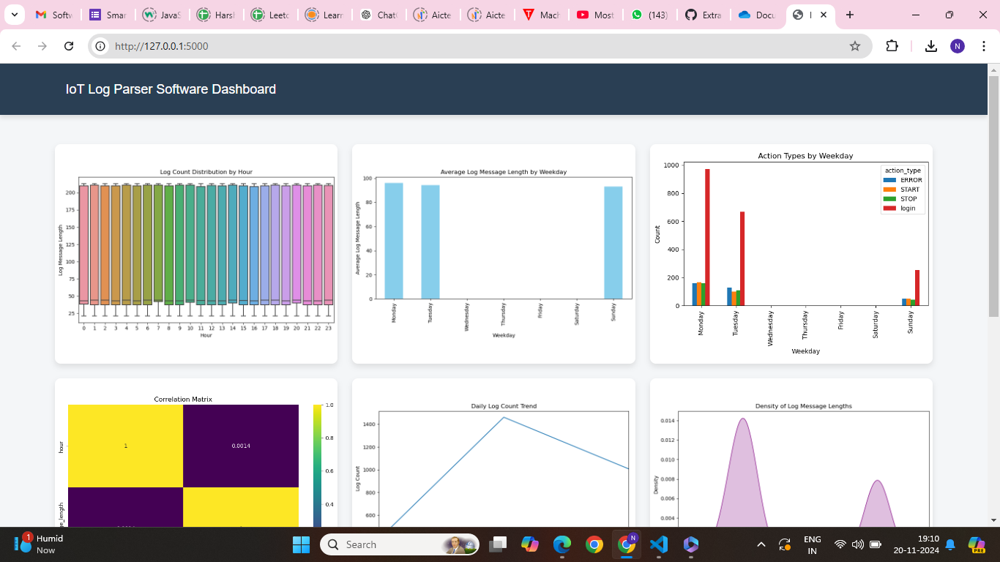 Softw
Smar
JavaS
Harsh
Leetc
Learn
ChatG
Aicte
Aicte
Mach
Most
(143)
Extra
Docu
http://127.0.0.1:5000
N
IoT Log Parser Software Dashboard
Log Count Distribution by Hour
Log Message Length
200
175
150
125
100
75
50
25
0 1 2 3 4 5 6 7 8 9 10 11 12 13 14 15 16 17 18 19 20 21 22 23
Hour
Average Log Message Length by Weekday
Average Log Message Length
100
80
60
40
20
0
Monday
Tuesday
Wednesday
Thursday
Friday
Saturday
Sunday
Weekday
Action Types by Weekday
action_type
ERROR
START
STOP
login
Count
1000
800
600
400
200
0
Monday
Tuesday
Wednesday
Thursday
Friday
Saturday
Sunday
Weekday
Correlation Matrix
hour
1
0.0014
1.0
0.8
0.6
0.4
Daily Log Count Trend
Log Count
1400
1200
1000
800
600
Density of Log Message Lengths
Density
0.014
0.012
0.010
0.008
0.006
0.004
1
Humid
Now
Search
N
ENG
IN
19:10
20-11-2024
PRE